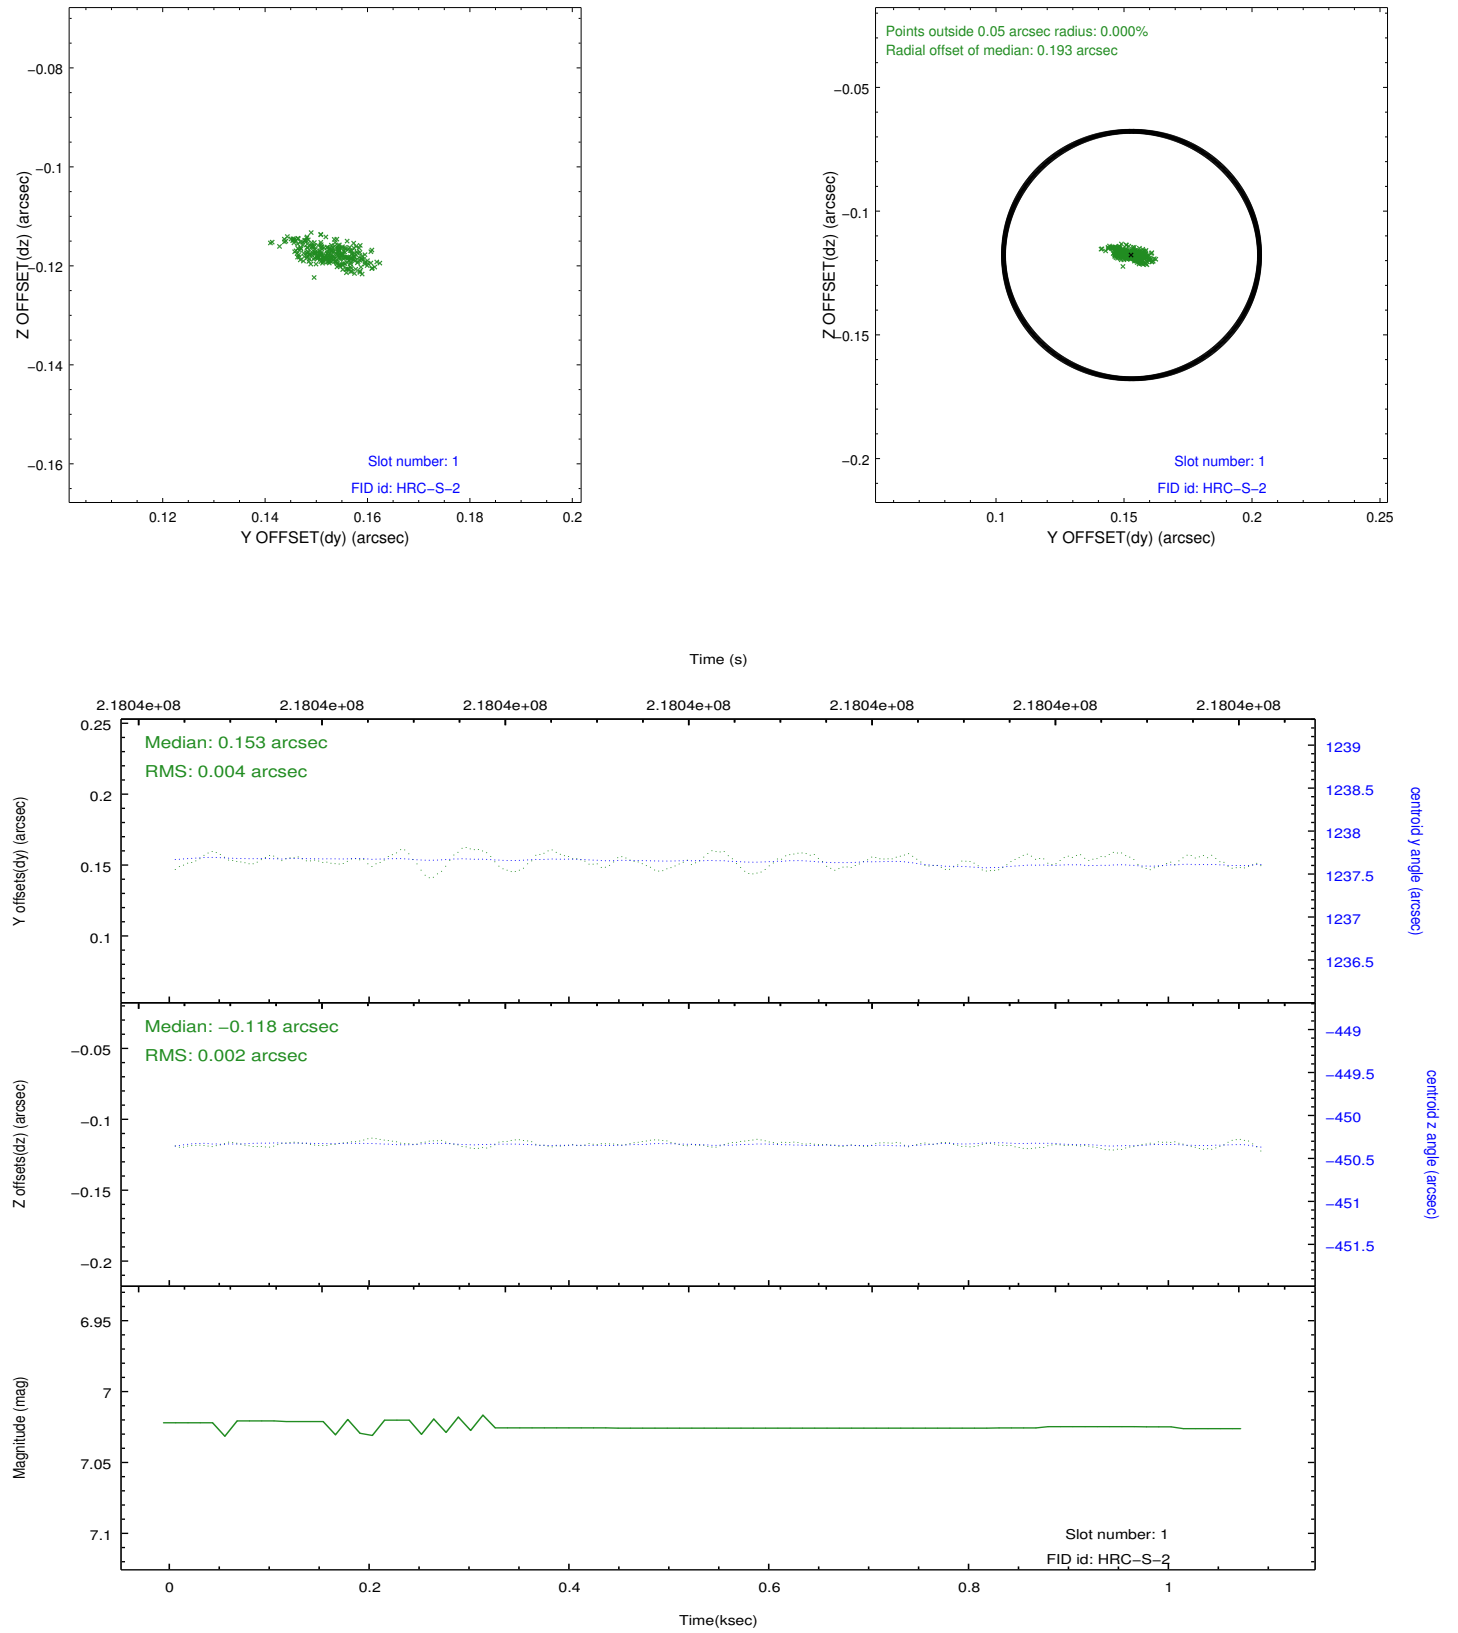 −0.08
−0.1
−0.12
−0.14
−0.16
Z OFFSET(dz) (arcsec)
Slot number: 1
FID id: HRC−S−2
0.12 0.14 0.16 0.18 0.2
Y OFFSET(dy) (arcsec)
Points outside 0.05 arcsec radius: 0.000%
Radial offset of median: 0.193 arcsec
−0.05
−0.1
−0.15
−0.2
Z OFFSET(dz) (arcsec)
Slot number: 1
FID id: HRC−S−2
0.1 0.15 0.2 0.25
Y OFFSET(dy) (arcsec)
Time (s)
2.1804e+08 2.1804e+08 2.1804e+08 2.1804e+08 2.1804e+08 2.1804e+08 2.1804e+08
Median: 0.153 arcsec
RMS: 0.004 arcsec
0.25
0.2
0.15
0.1
Y offsets(dy) (arcsec)
1239
1238.5
1238
1237.5
1237
1236.5
centroid y angle (arcsec)
Median: −0.118 arcsec
RMS: 0.002 arcsec
−0.05
−0.1
−0.15
−0.2
Z offsets(dz) (arcsec)
−449
−449.5
−450
−450.5
−451
−451.5
centroid z angle (arcsec)
6.95
7
7.05
7.1
Magnitude (mag)
Slot number: 1
FID id: HRC−S−2
0 0.2 0.4 0.6 0.8 1
Time(ksec)